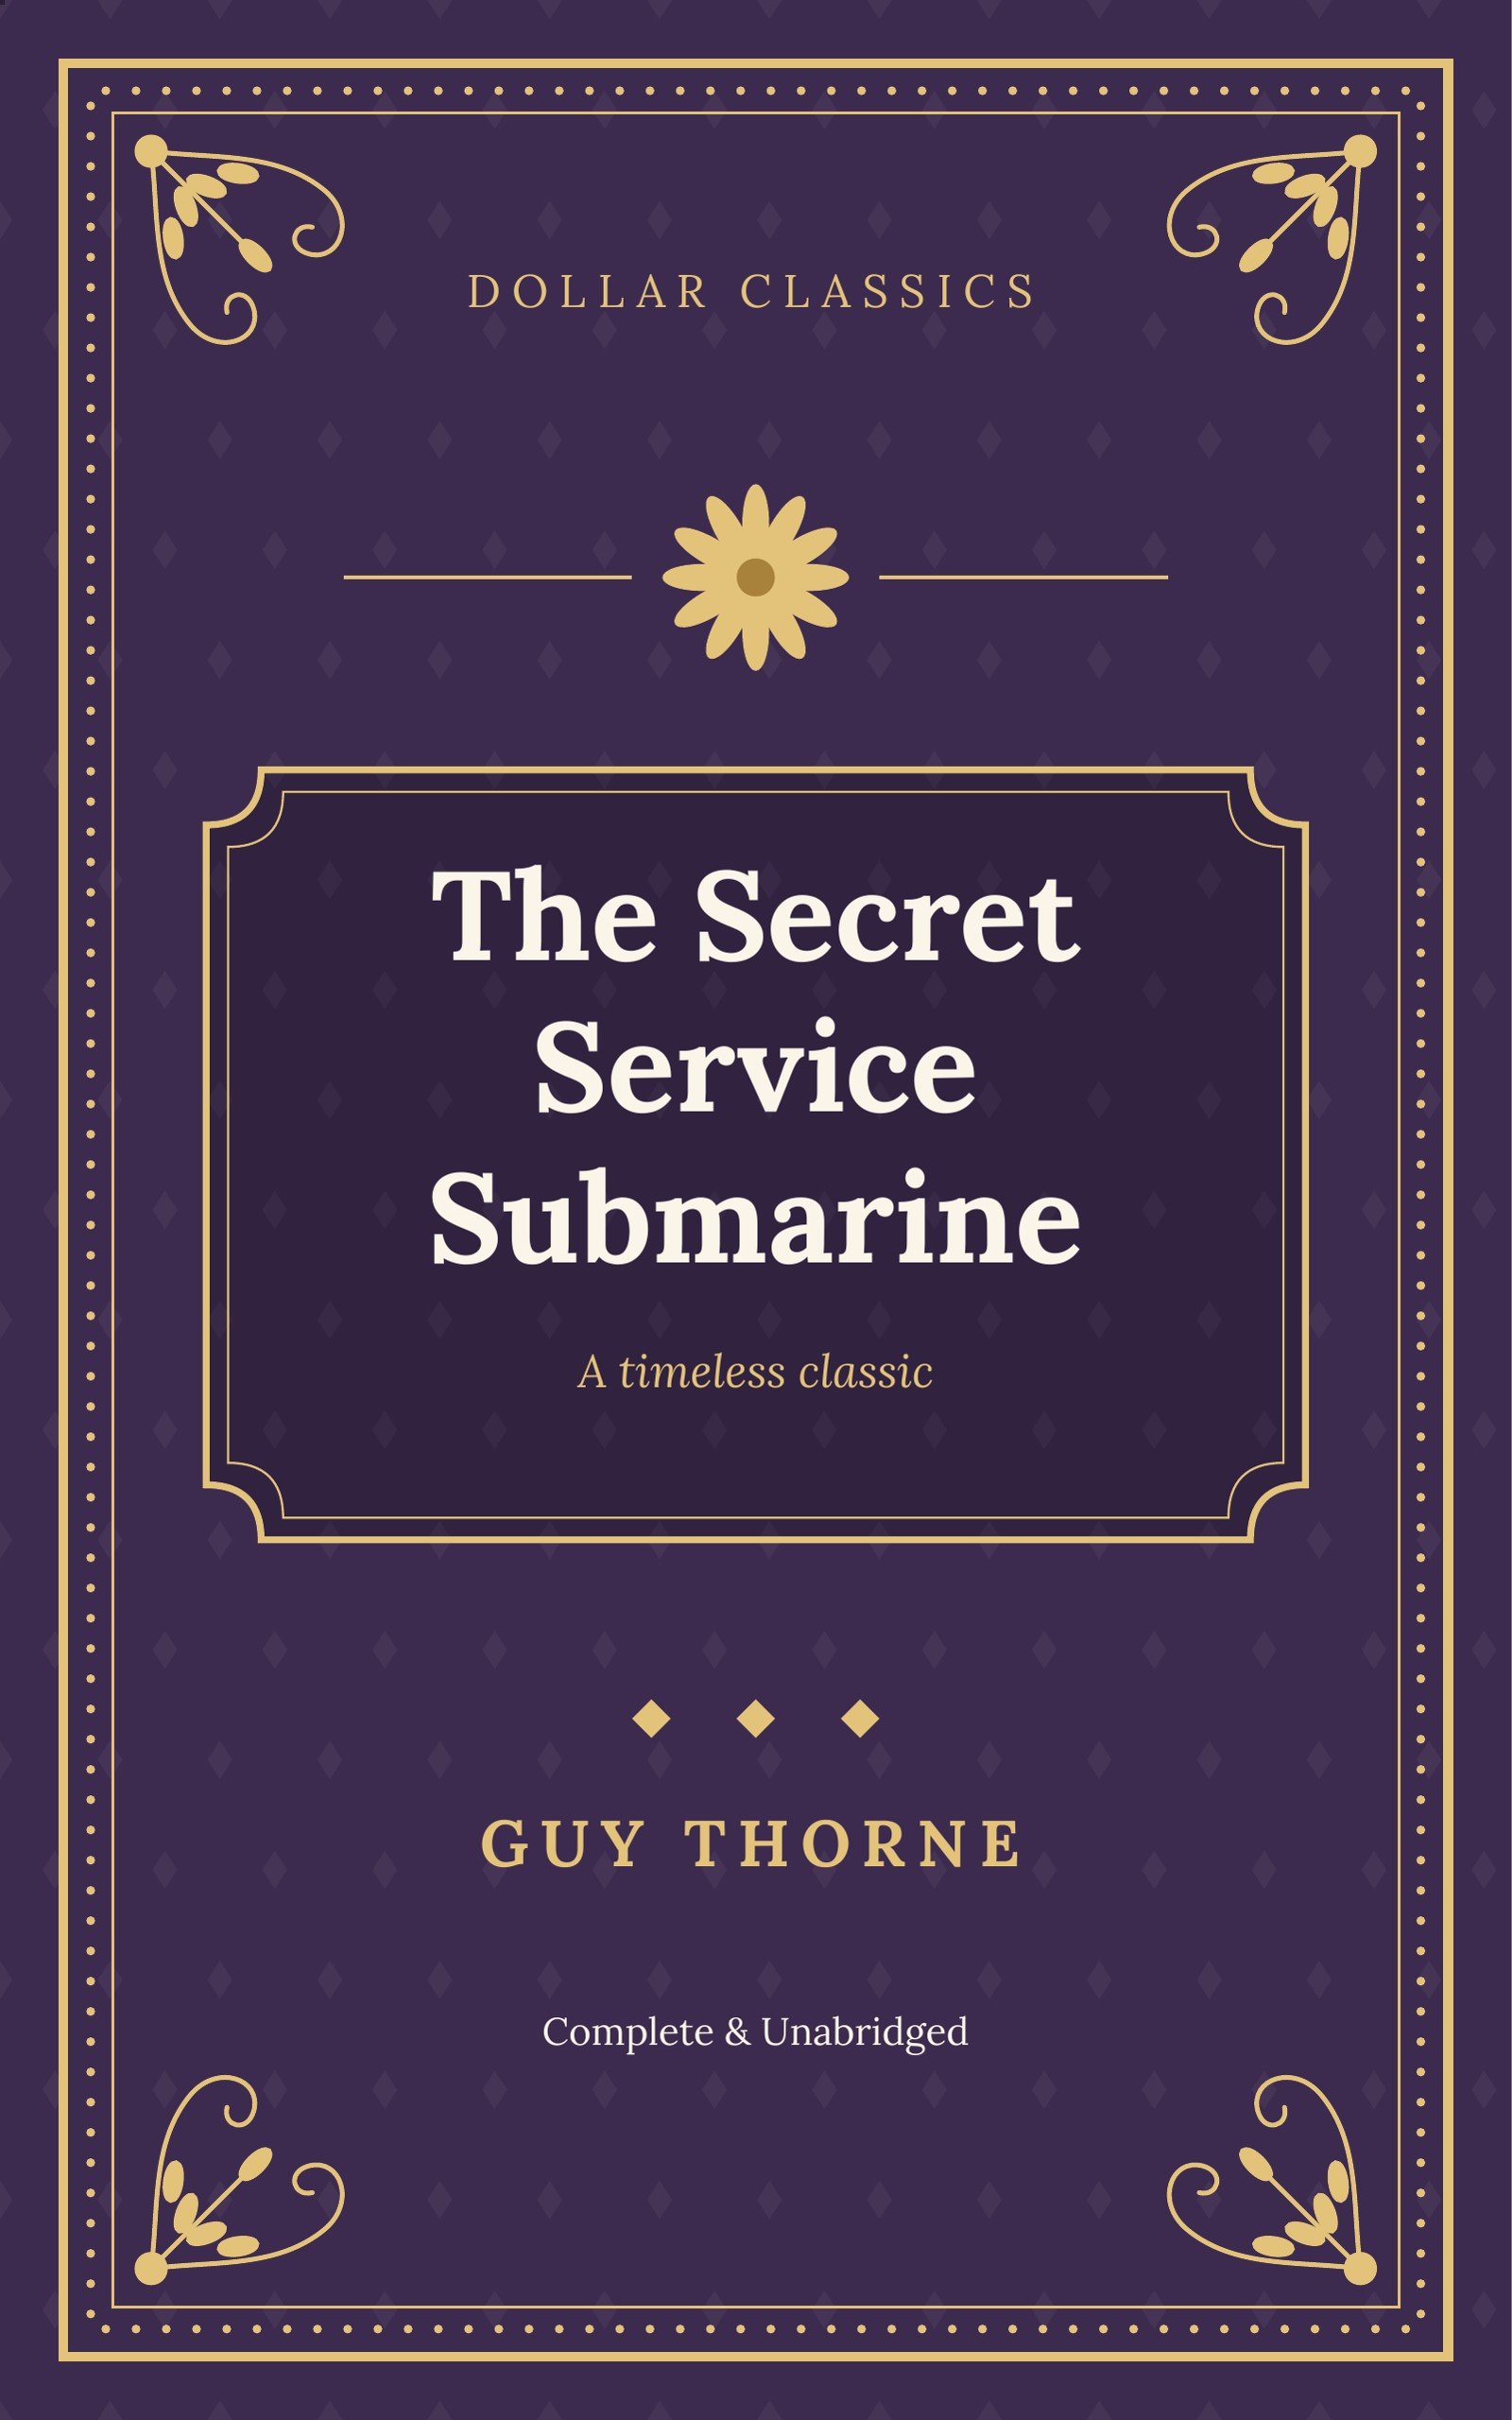 DOLLAR CLASSICS
The Secret
Service
Submarine
A timeless classic
GUY THORNE
Complete & Unabridged